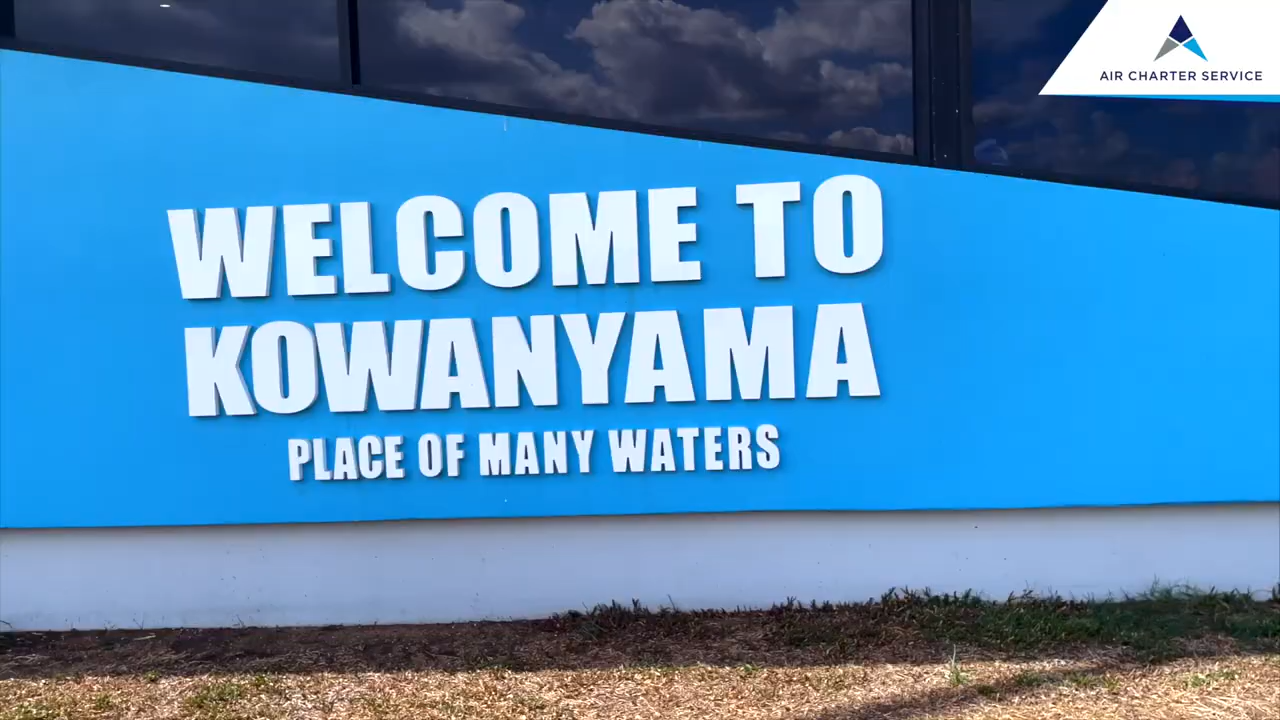 AIR CHARTER SERVICE
WELCOME TO
KOWANYAMA
PLACE OF MANY WATERS